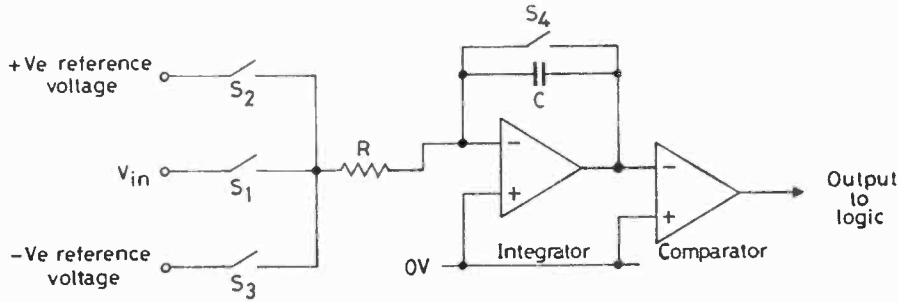 +Ve reference
voltage
S2
Vin
S1
-Ve reference
voltage
S3
R
S4
C
-
+
Integrator
0V
-
+
Comparator
Output
to
logic